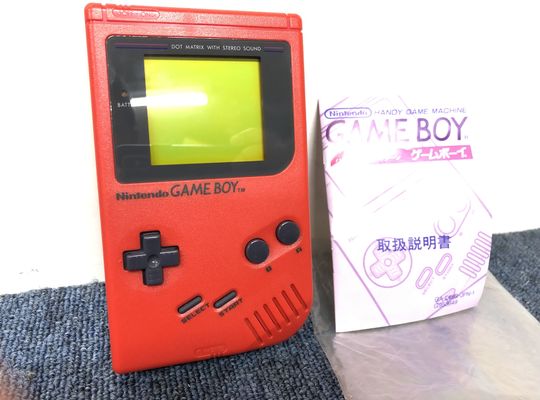 DOT MATRIX WITH STEREO SOUND
BATT
Nintendo GAME BOY TM
B A
SELECT START
Nintendo HANDY GAME MACHINE
GAME BOY
ゲームボーイ
取扱説明書